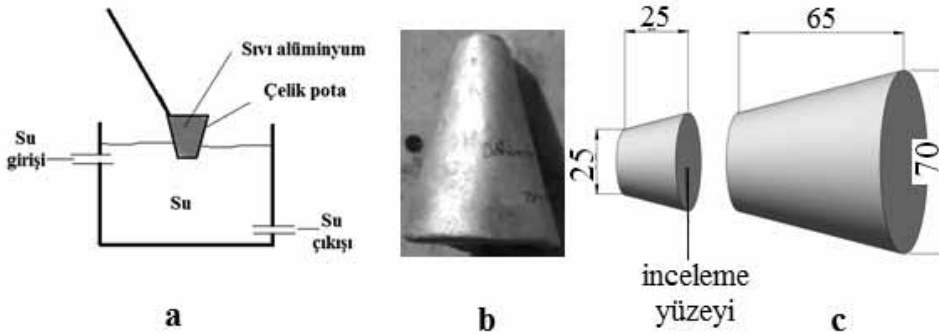 Sıvı alüminyum
Çelik pota
Su
girişi
Su
Su
çıkışı
a
b
25
65
25
70
inceleme
yüzeyi
c